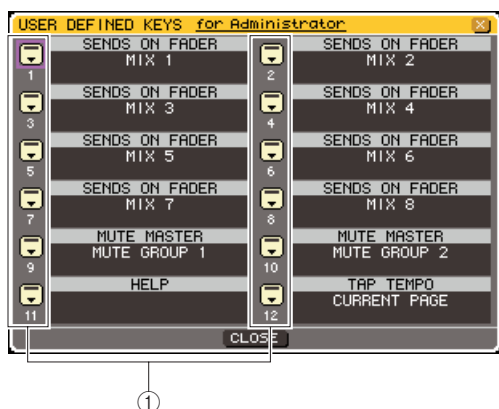 USER DEFINED KEYS for Administrator
SENDS ON FADER
MIX 1
1
SENDS ON FADER
MIX 2
2
SENDS ON FADER
MIX 3
3
SENDS ON FADER
MIX 4
4
SENDS ON FADER
MIX 5
5
SENDS ON FADER
MIX 6
6
SENDS ON FADER
MIX 7
7
SENDS ON FADER
MIX 8
8
MUTE MASTER
MUTE GROUP 1
9
MUTE MASTER
MUTE GROUP 2
10
HELP
11
TAP TEMPO
CURRENT PAGE
12
CLOSE
1